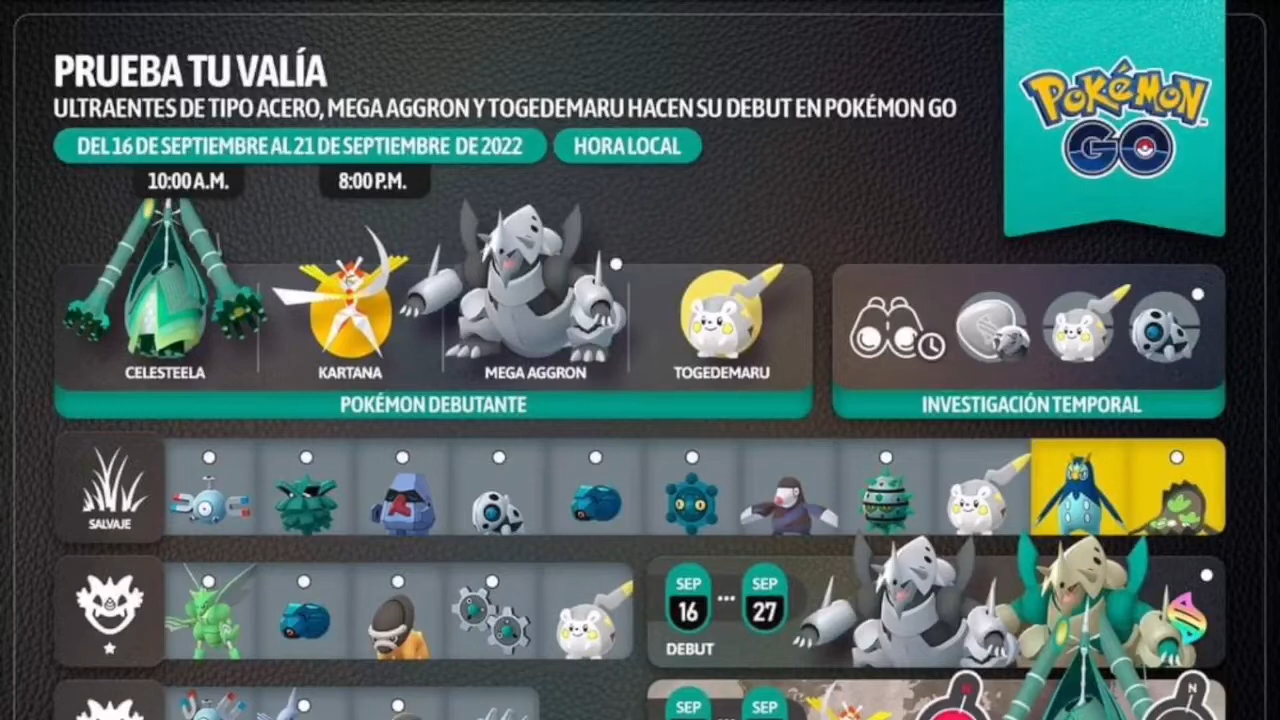 PRUEBA TU VALÍA
ULTRAENTES DE TIPO ACERO, MEGA AGGRON Y TOGEDEMARU HACEN SU DEBUT EN POKÉMON GO
DEL 16 DE SEPTIEMBRE AL 21 DE SEPTIEMBRE DE 2022 HORA LOCAL
10:00 A.M. 8:00 P.M.
POKÉMON
GO
CELESTEELA KARTANA MEGA AGGRON TOGEDEMARU
POKÉMON DEBUTANTE
INVESTIGACIÓN TEMPORAL
SALVAJE
SEP SEP
16 ••• 27
DEBUT
SEP SEP
N N